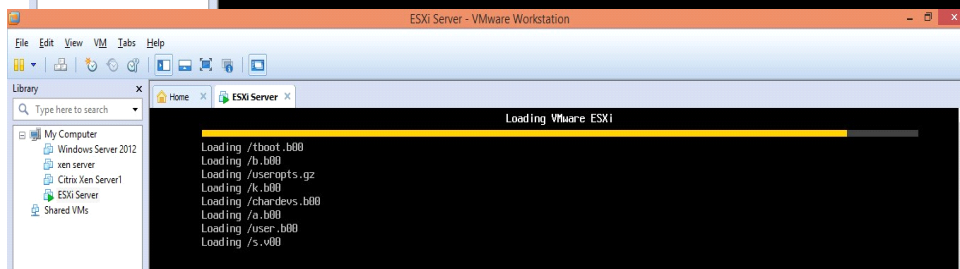 ESXi Server - VMware Workstation
File Edit View VM Tabs Help
Library x
Home × ESXi Server ×
Type here to search
Loading VMware ESXi
My Computer
Windows Server 2012
xen server
Citrix Xen Server1
ESXi Server
Shared VMs
Loading /tboot.b00
Loading /b.b00
Loading /useropts.gz
Loading /k.b00
Loading /chardevs.b00
Loading /a.b00
Loading /user.b00
Loading /s.v00